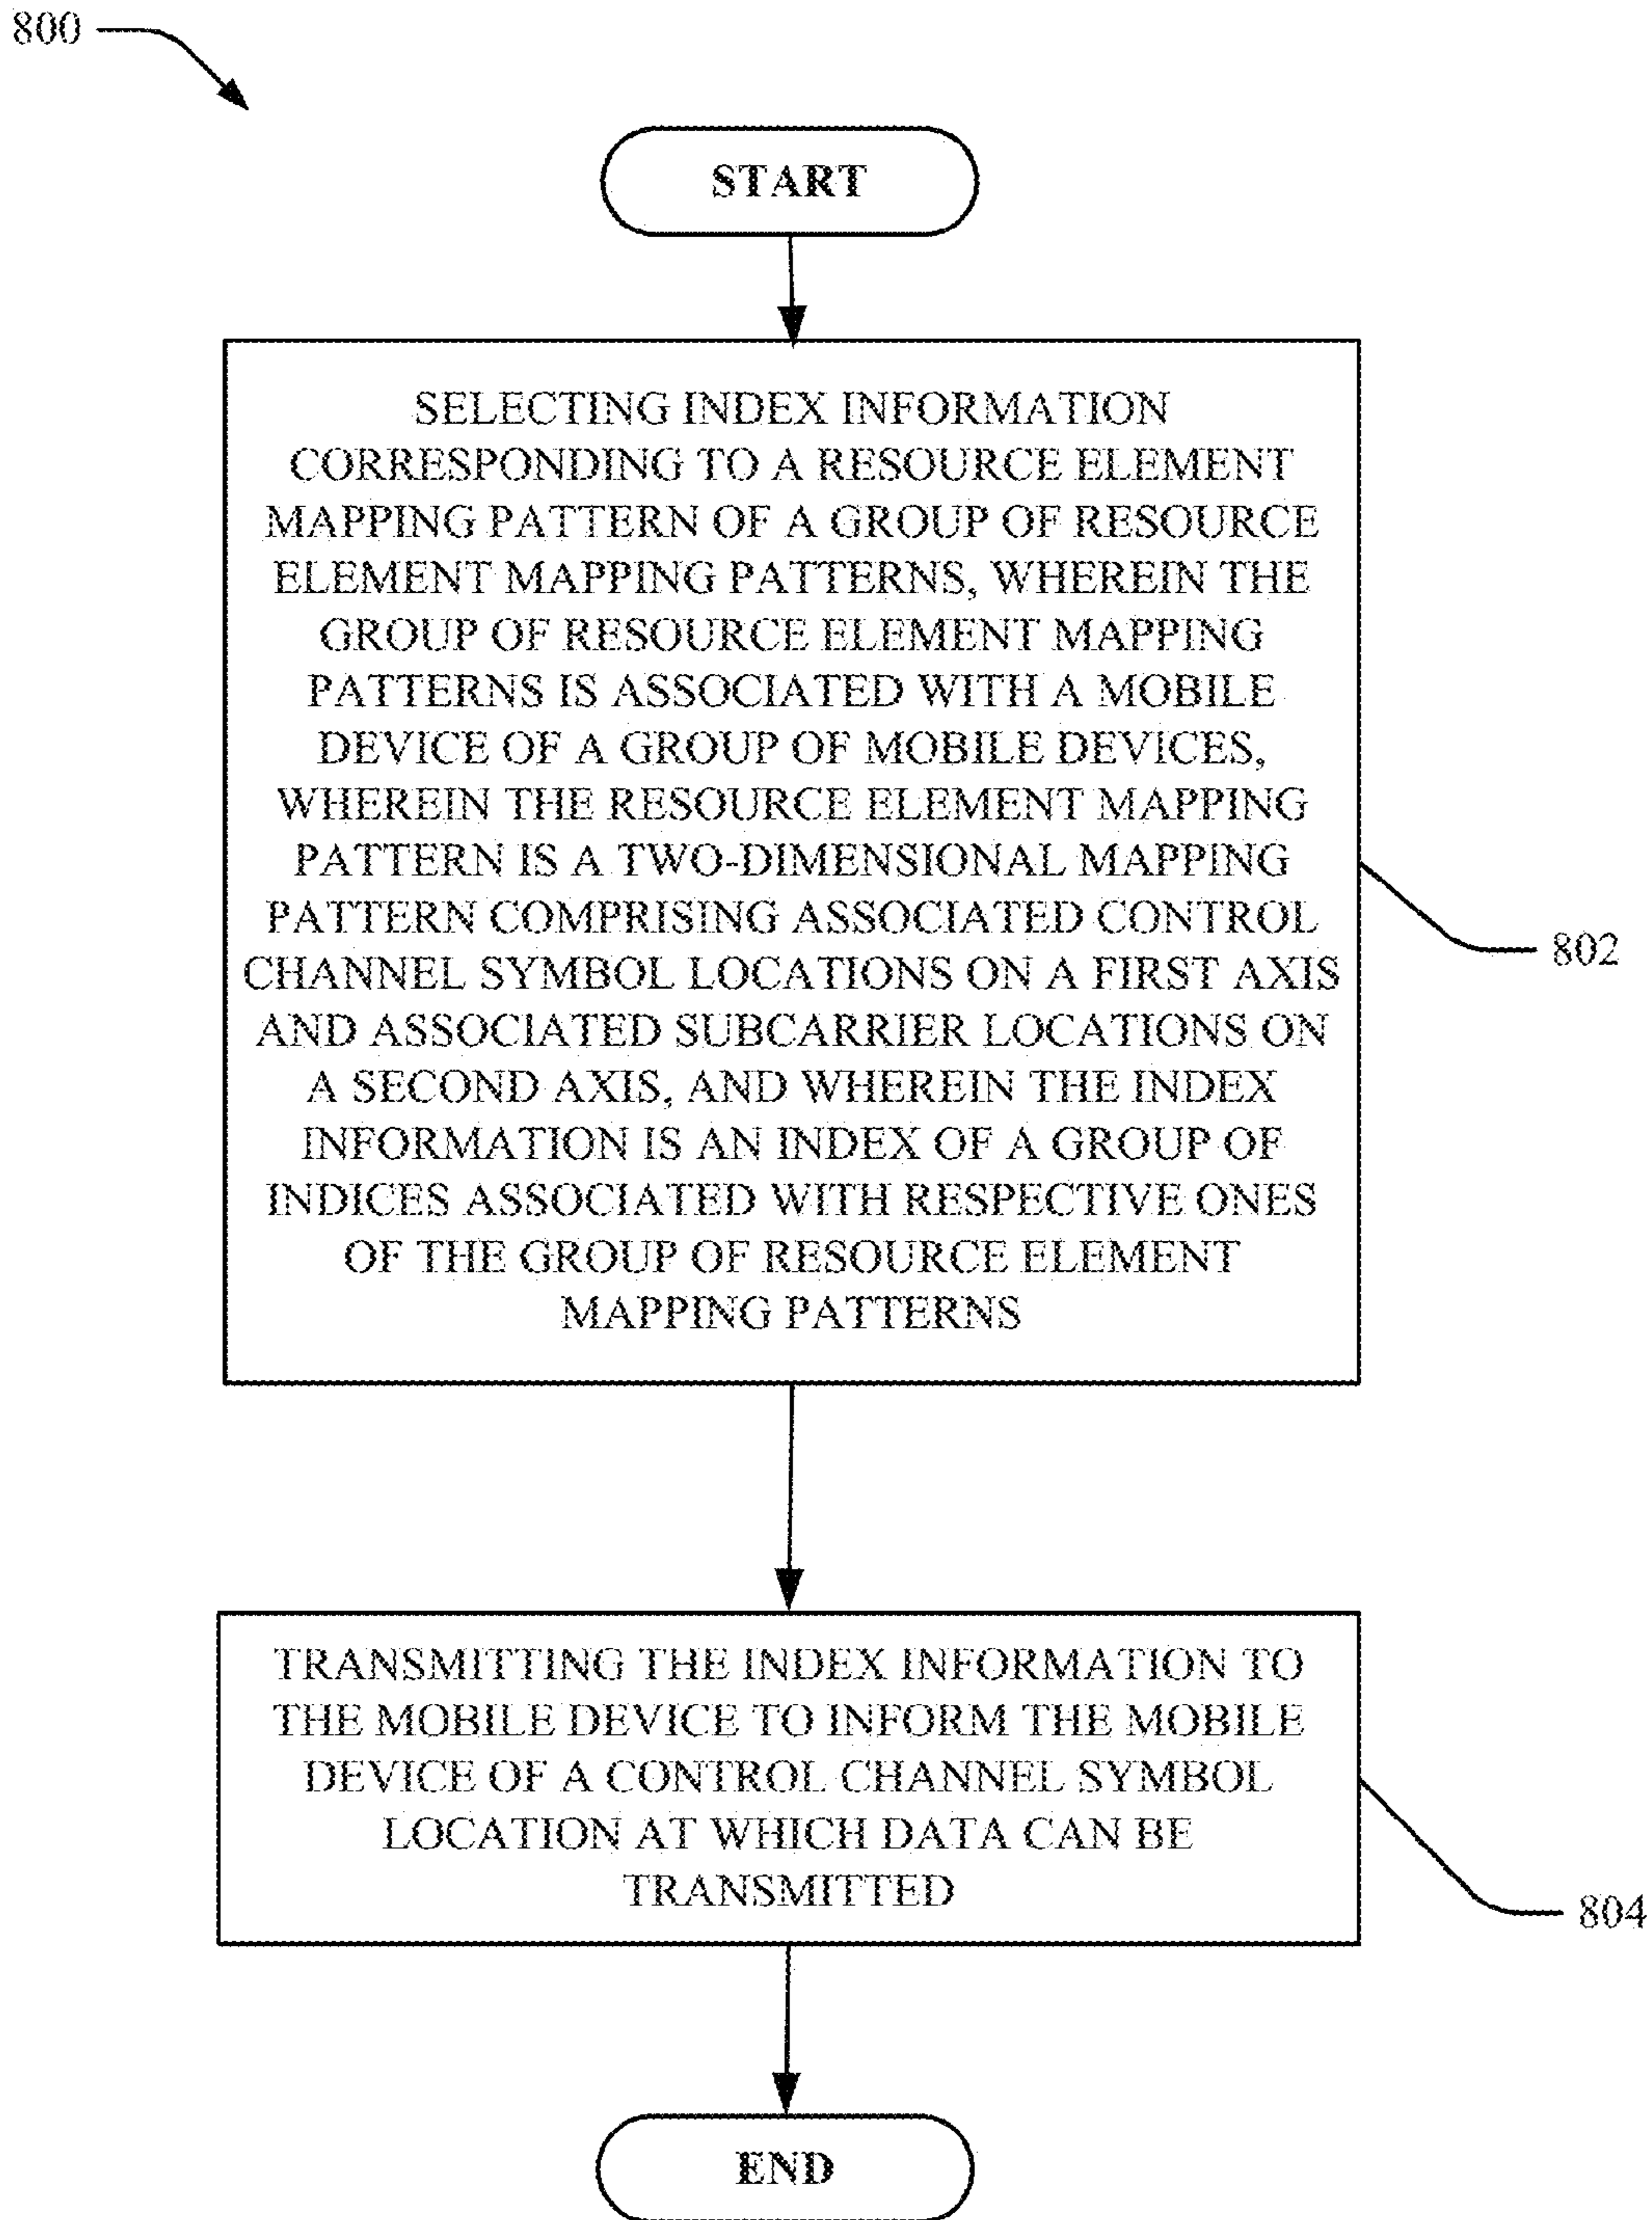 800
START
SELECTING INDEX INFORMATION
CORRESPONDING TO A RESOURCE ELEMENT
MAPPING PATTERN OF A GROUP OF RESOURCE
ELEMENT MAPPING PATTERNS, WHEREIN THE
GROUP OF RESOURCE ELEMENT MAPPING
PATTERNS IS ASSOCIATED WITH A MOBILE
DEVICE OF A GROUP OF MOBILE DEVICES,
WHEREIN THE RESOURCE ELEMENT MAPPING
PATTERN IS A TWO-DIMENSIONAL MAPPING
PATTERN COMPRISING ASSOCIATED CONTROL
CHANNEL SYMBOL LOCATIONS ON A FIRST AXIS
AND ASSOCIATED SUBCARRIER LOCATIONS ON
A SECOND AXIS, AND WHEREIN THE INDEX
INFORMATION IS AN INDEX OF A GROUP OF
INDICES ASSOCIATED WITH RESPECTIVE ONES
OF THE GROUP OF RESOURCE ELEMENT
MAPPING PATTERNS
802
TRANSMITTING THE INDEX INFORMATION TO
THE MOBILE DEVICE TO INFORM THE MOBILE
DEVICE OF A CONTROL CHANNEL SYMBOL
LOCATION AT WHICH DATA CAN BE
TRANSMITTED
804
END